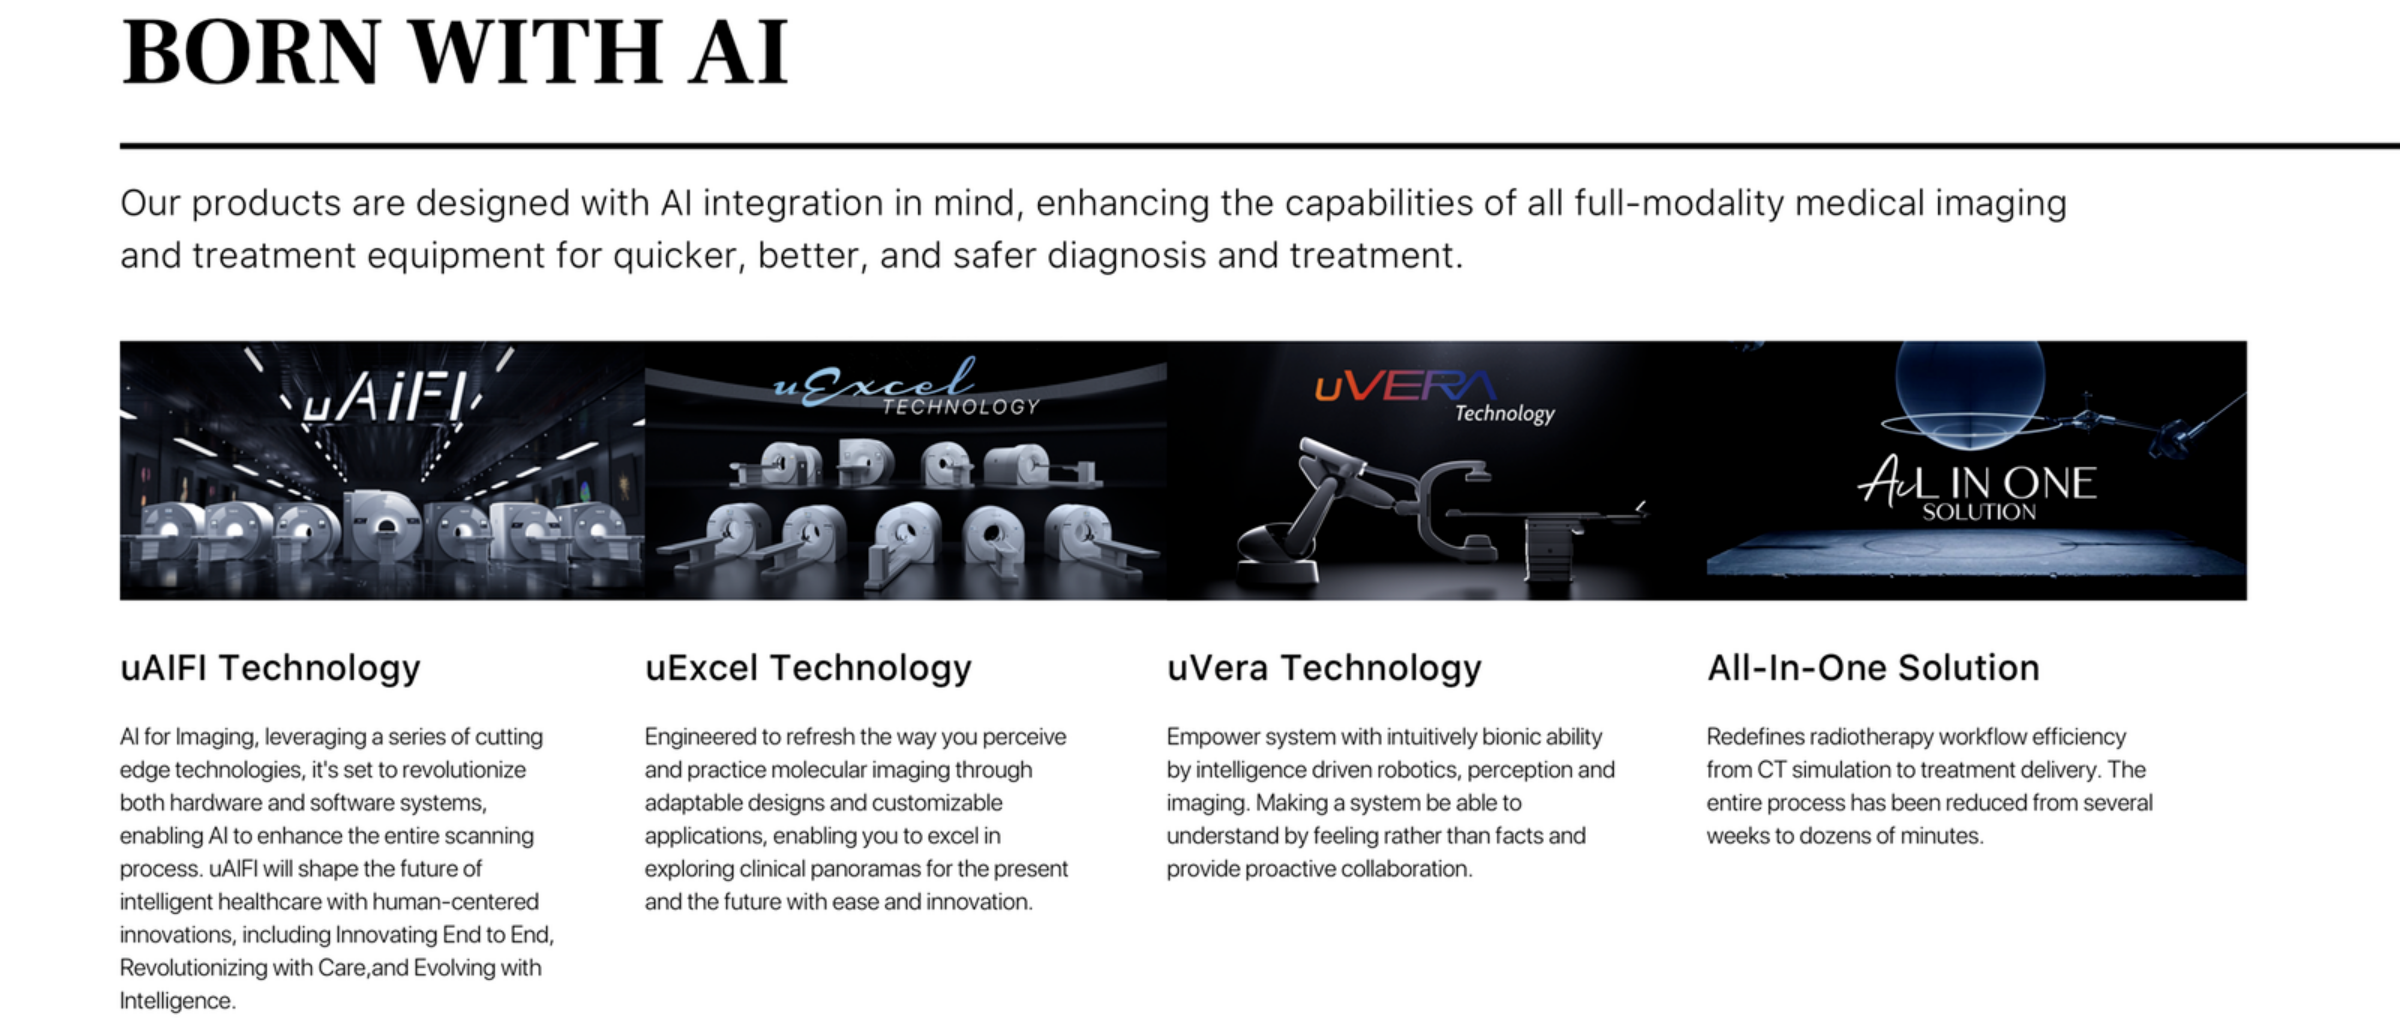 BORN WITH AI
Our products are designed with AI integration in mind, enhancing the capabilities of all full-modality medical imaging
and treatment equipment for quicker, better, and safer diagnosis and treatment.
uAiFI
uExcel
TECHNOLOGY
uVERA
Technology
ALL IN ONE
SOLUTION
uAIFI Technology
AI for Imaging, leveraging a series of cutting
edge technologies, it's set to revolutionize
both hardware and software systems,
enabling AI to enhance the entire scanning
process. uAIFI will shape the future of
intelligent healthcare with human-centered
innovations, including Innovating End to End,
Revolutionizing with Care,and Evolving with
Intelligence.
uExcel Technology
Engineered to refresh the way you perceive
and practice molecular imaging through
adaptable designs and customizable
applications, enabling you to excel in
exploring clinical panoramas for the present
and the future with ease and innovation.
uVera Technology
Empower system with intuitively bionic ability
by intelligence driven robotics, perception and
imaging. Making a system be able to
understand by feeling rather than facts and
provide proactive collaboration.
All-In-One Solution
Redefines radiotherapy workflow efficiency
from CT simulation to treatment delivery. The
entire process has been reduced from several
weeks to dozens of minutes.